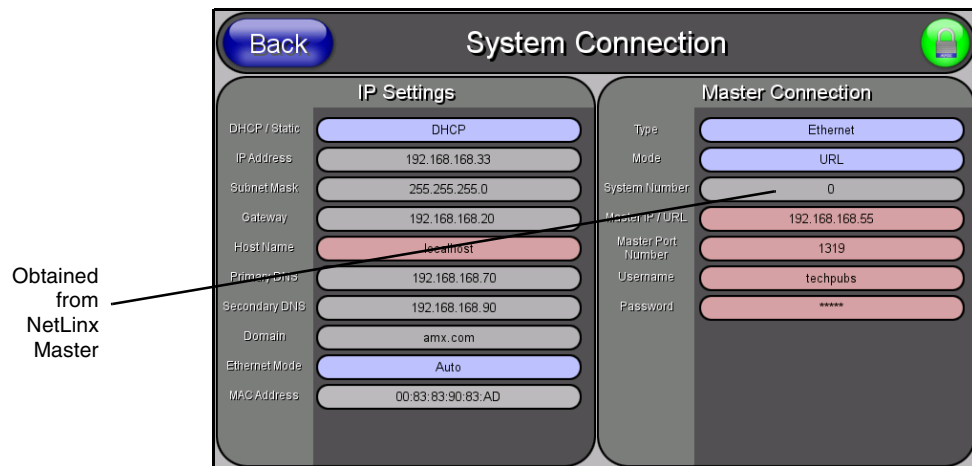 Back
System Connection
IP Settings
DHCP / Static
DHCP
IP Address
192.168.168.33
Subnet Mask
255.255.255.0
Gateway
192.168.168.20
Host Name
localhost
Primary DNS
192.168.168.70
Secondary DNS
192.168.168.90
Domain
amx.com
Ethernet Mode
Auto
MAC Address
00:83:83:90:83:AD
Master Connection
Type
Ethernet
Mode
URL
System Number
0
Master IP / URL
192.168.168.55
Master Port
Number
1319
Username
techpubs
Password
*****
Obtained
from
NetLinx
Master